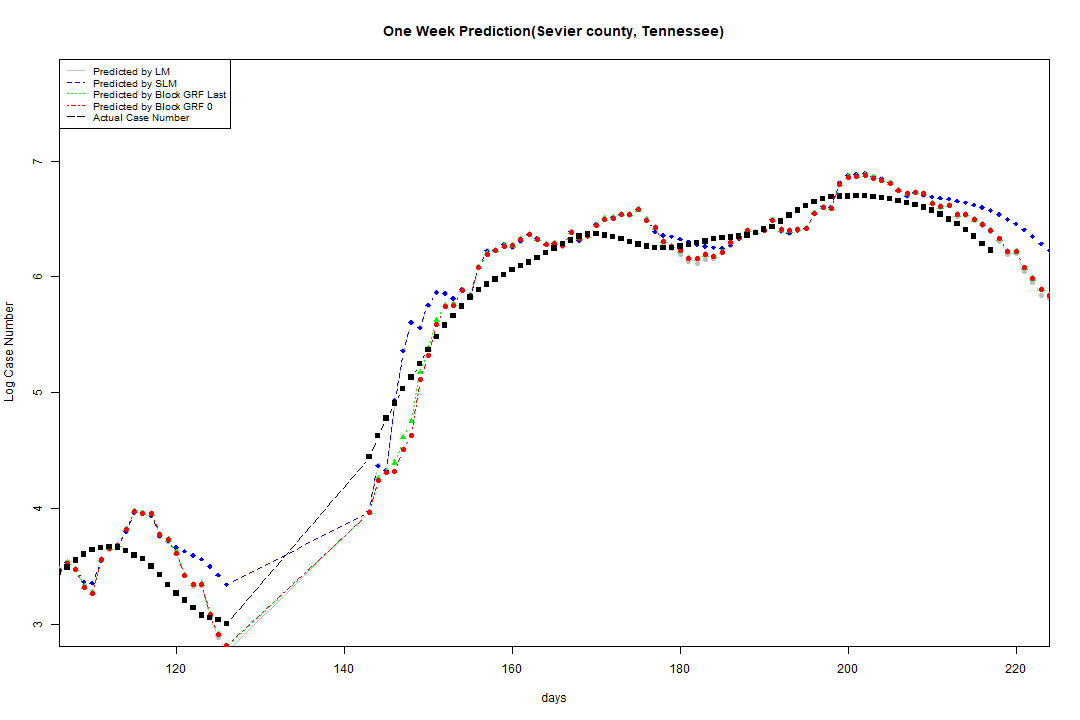 One Week Prediction(Sevier county, Tennessee)
Predicted by LM
Predicted by SLM
Predicted by Block GRF Last
Predicted by Block GRF 0
Actual Case Number
7
6
5
4
3
Log Case Number
120 140 160 180 200 220
days